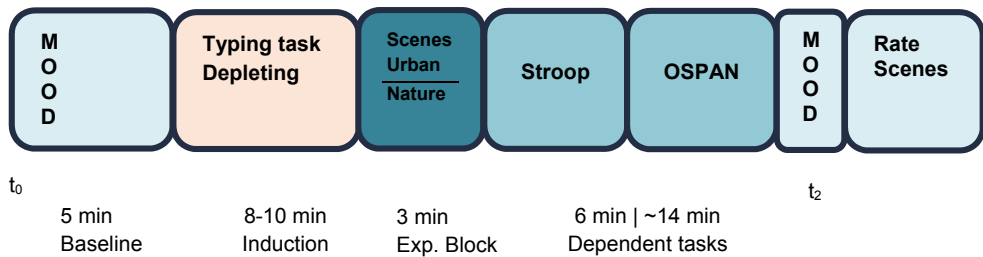 M
O
O
D
Typing task
Depleting
Scenes
Urban
Nature
Stroop
OSPAN
M
O
O
D
Rate
Scenes
t0
t2
5 min
Baseline
8-10 min
Induction
3 min
Exp. Block
6 min | ~14 min
Dependent tasks